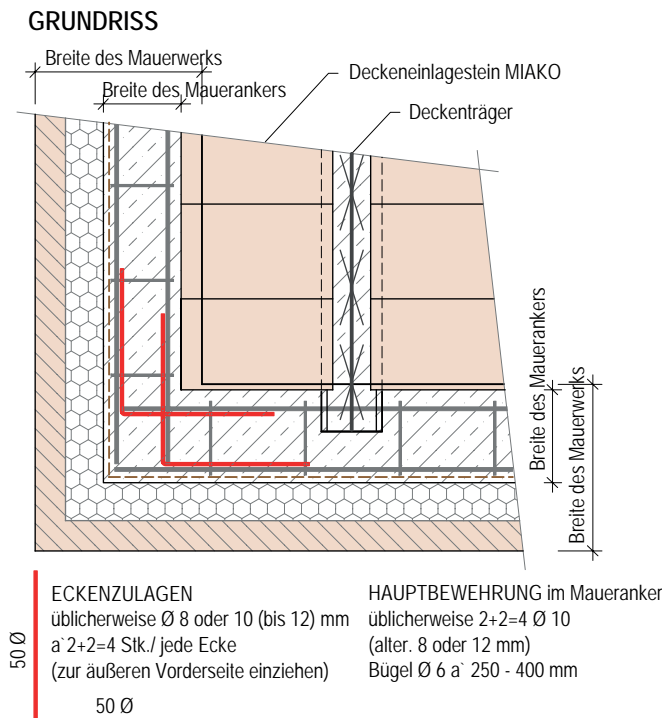 GRUNDRISS
Breite des Mauerwerks
Breite des Mauerankers
Deckeneinlagestein MIAKO
Deckenträger
Breite des Mauerankers
Breite des Mauerwerks
50 Ø
ECKENZULAGEN
üblicherweise Ø 8 oder 10 (bis 12) mm
a`2+2=4 Stk./ jede Ecke
(zur äußeren Vorderseite einziehen)
50 Ø
HAUPTBEWEHRUNG im Maueranker
üblicherweise 2+2=4 Ø 10
(alter. 8 oder 12 mm)
Bügel Ø 6 a` 250 - 400 mm